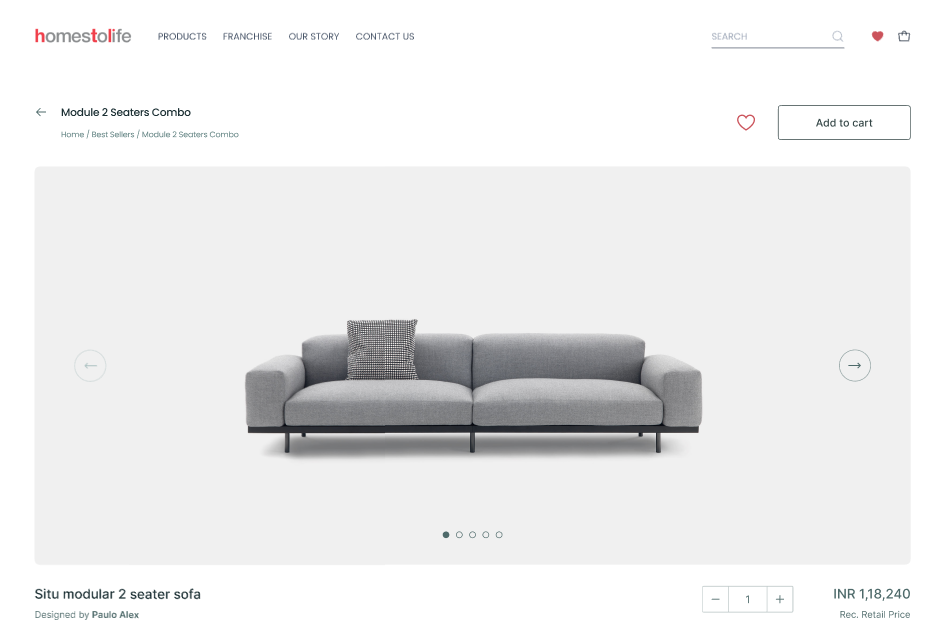 homestolife
PRODUCTS FRANCHISE OUR STORY CONTACT US SEARCH
Module 2 Seaters Combo
Home / Best Sellers / Module 2 Seaters Combo
Add to cart
Situ modular 2 seater sofa
Designed by Paulo Alex
− 1 +
INR 1,18,240
Rec. Retail Price